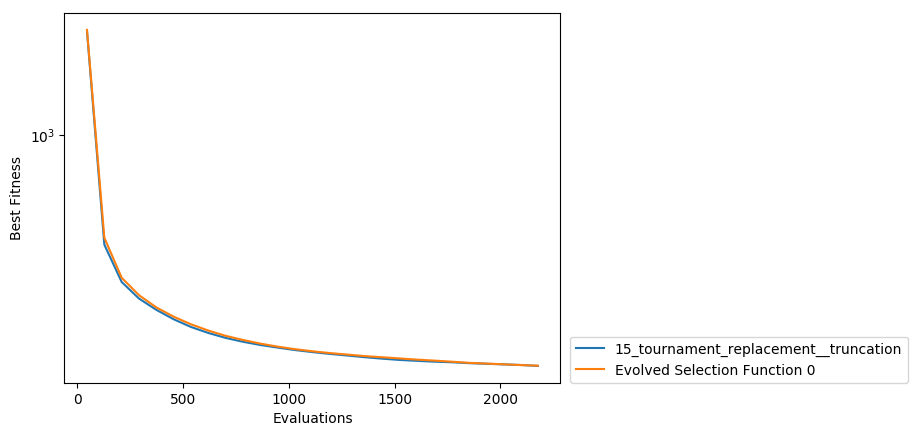 10³
Best Fitness
0 500 1000 1500 2000
Evaluations
15_tournament_replacement__truncation
Evolved Selection Function 0